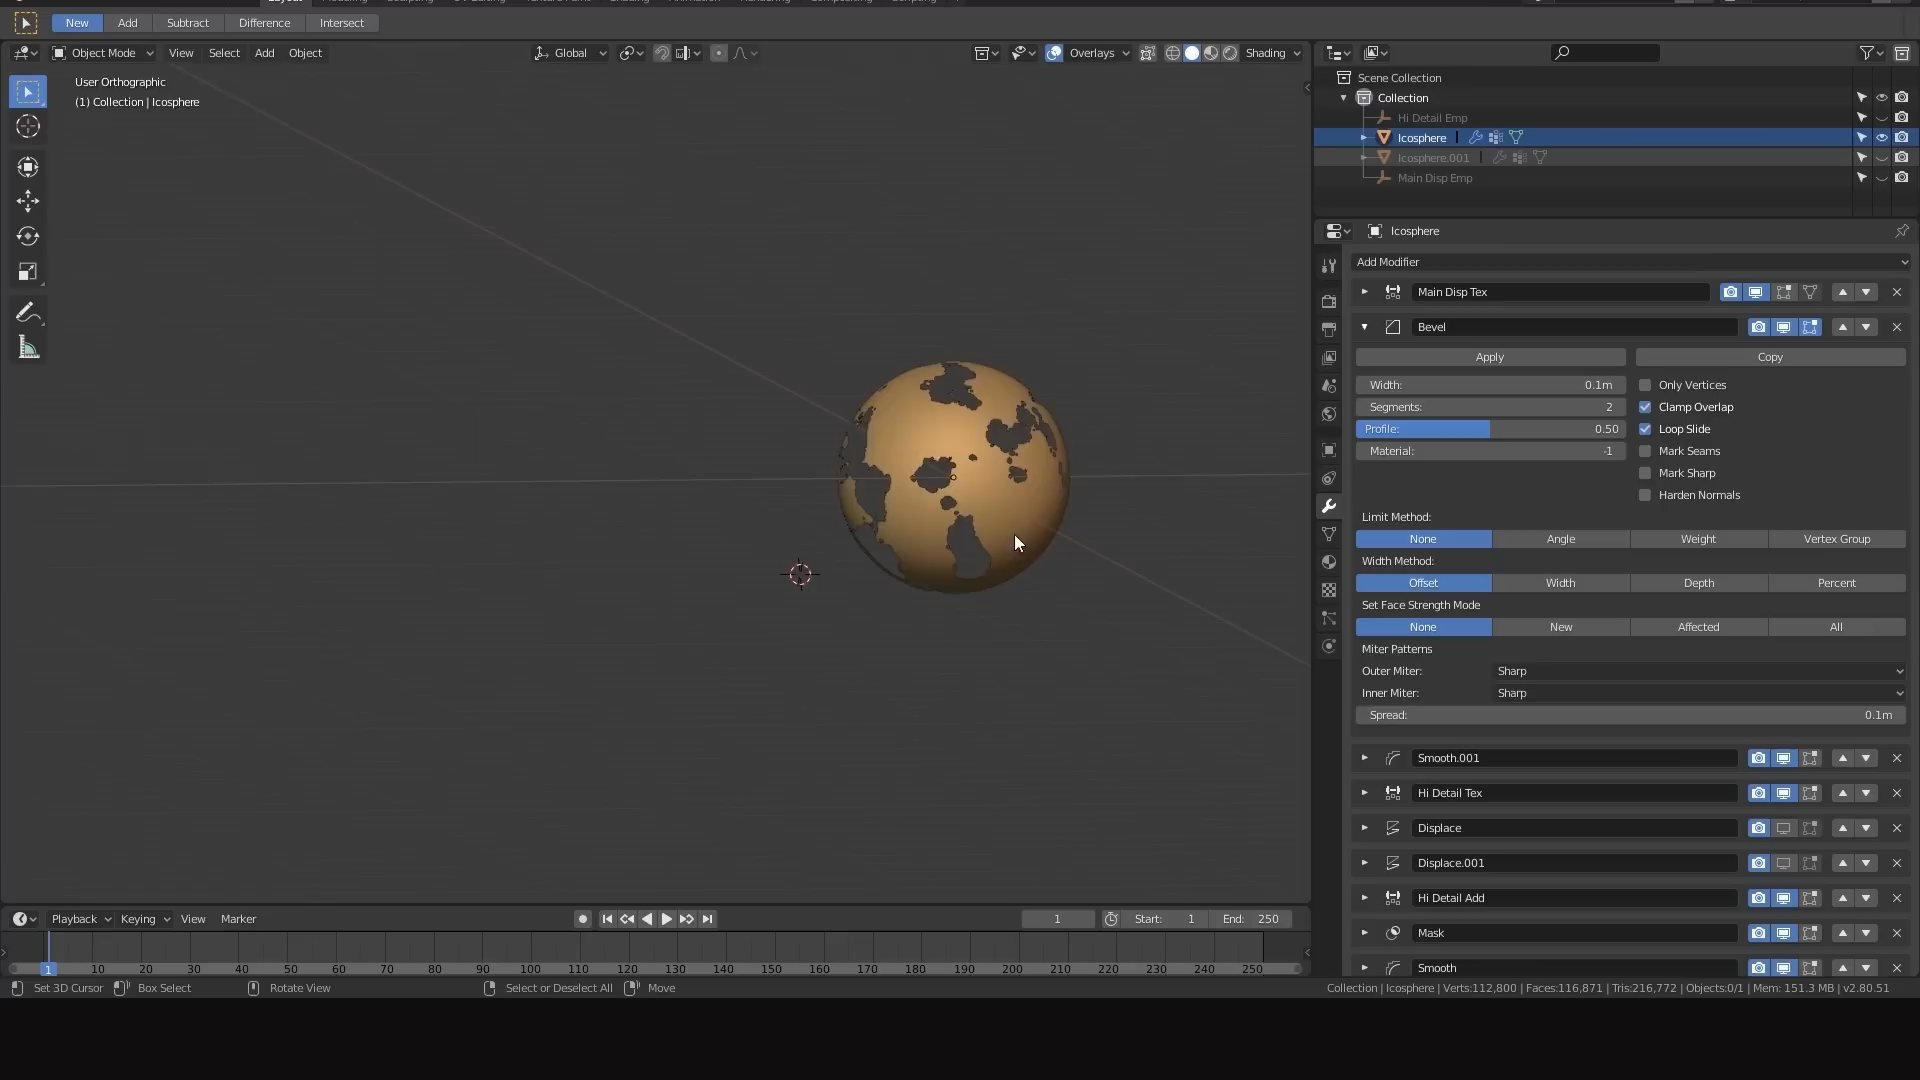 New Add Subtract Difference Intersect
Object Mode View Select Add Object Global Overlays Shading
User Orthographic
(1) Collection | Icosphere
Scene Collection
Collection
Hi Detail Emp
Icosphere
Icosphere.001
Main Disp Emp
Icosphere
Add Modifier
Main Disp Tex
Bevel
Apply Copy
Width: 0.1m Only Vertices
Segments: 2 Clamp Overlap
Profile: 0.50 Loop Slide
Material: -1 Mark Seams
Mark Sharp
Harden Normals
Limit Method:
None Angle Weight Vertex Group
Width Method:
Offset Width Depth Percent
Set Face Strength Mode
None New Affected All
Miter Patterns
Outer Miter: Sharp
Inner Miter: Sharp
Spread: 0.1m
Smooth.001
Hi Detail Tex
Displace
Displace.001
Hi Detail Add
Mask
Smooth
Playback Keying View Marker 1 Start: 1 End: 250
1 10 20 30 40 50 60 70 80 90 100 110 120 130 140 150 160 170 180 190 200 210 220 230 240 250
Set 3D Cursor Box Select Rotate View Select or Deselect All Move
Collection | Icosphere | Verts:112,800 | Faces:116,871 | Tris:216,772 | Objects:0/1 | Mem: 151.3 MB | v2.80.51